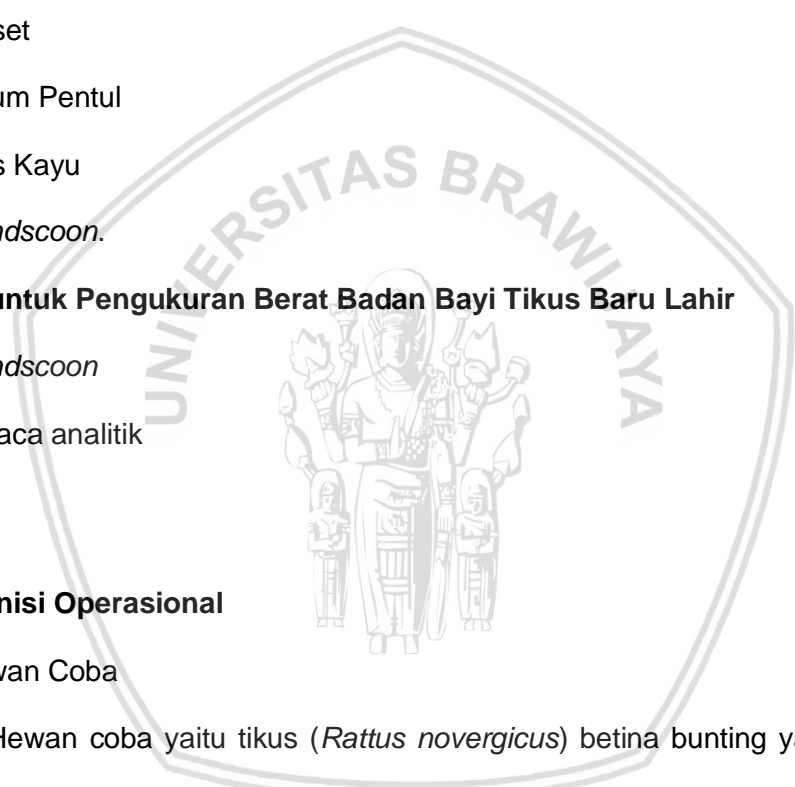 set
um Pentul
s Kayu
ndscoon.
untuk Pengukuran Berat Badan Bayi Tikus Baru Lahir
ndscoon
aca analitik
nisi Operasional
wan Coba
Hewan coba yaitu tikus (Rattus novergicus) betina bunting ya
UNIVERSITAS BRAWIJAYA